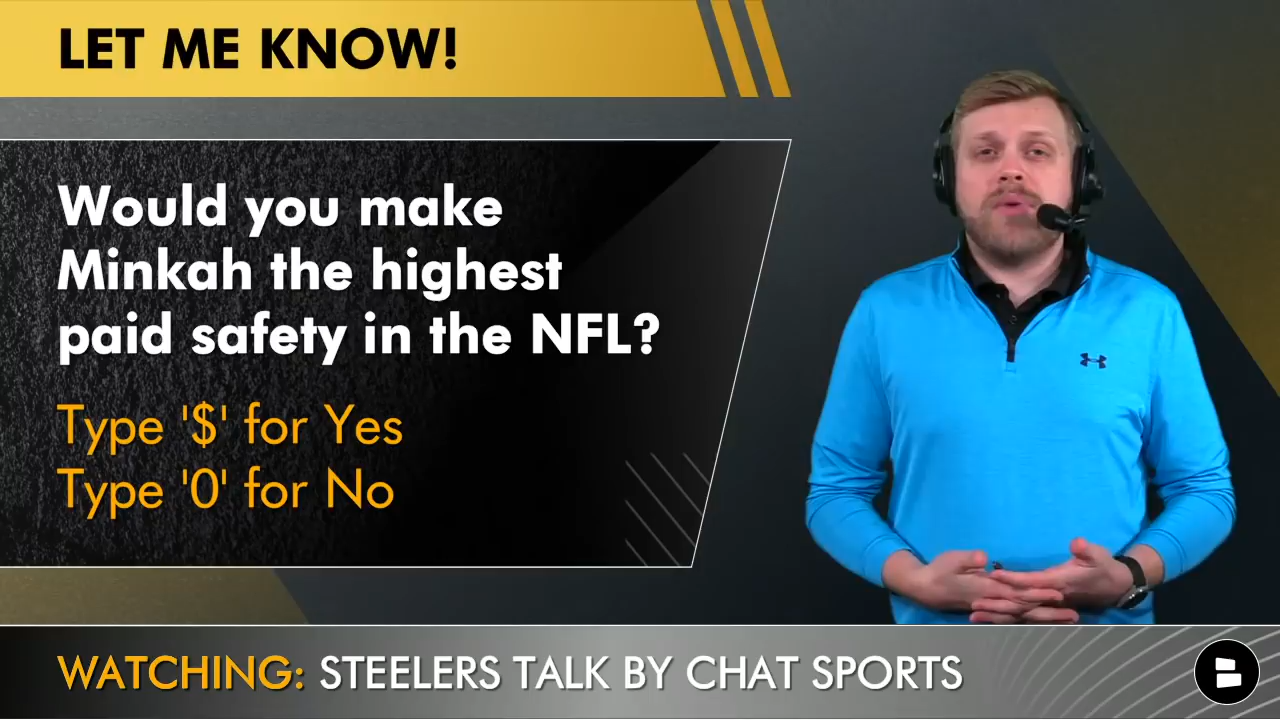 LET ME KNOW!
Would you make
Minkah the highest
paid safety in the NFL?
Type '$' for Yes
Type '0' for No
WATCHING: STEELERS TALK BY CHAT SPORTS